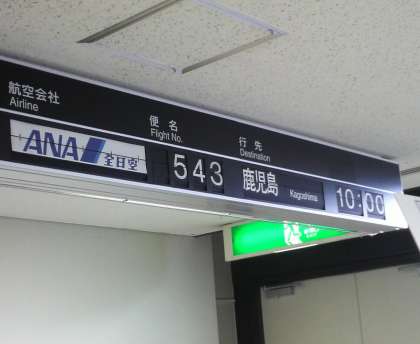 航空会社 便名 行先
Airline Flight No. Destination
ANA 全日空 543 鹿児島 Kagoshima 10:00